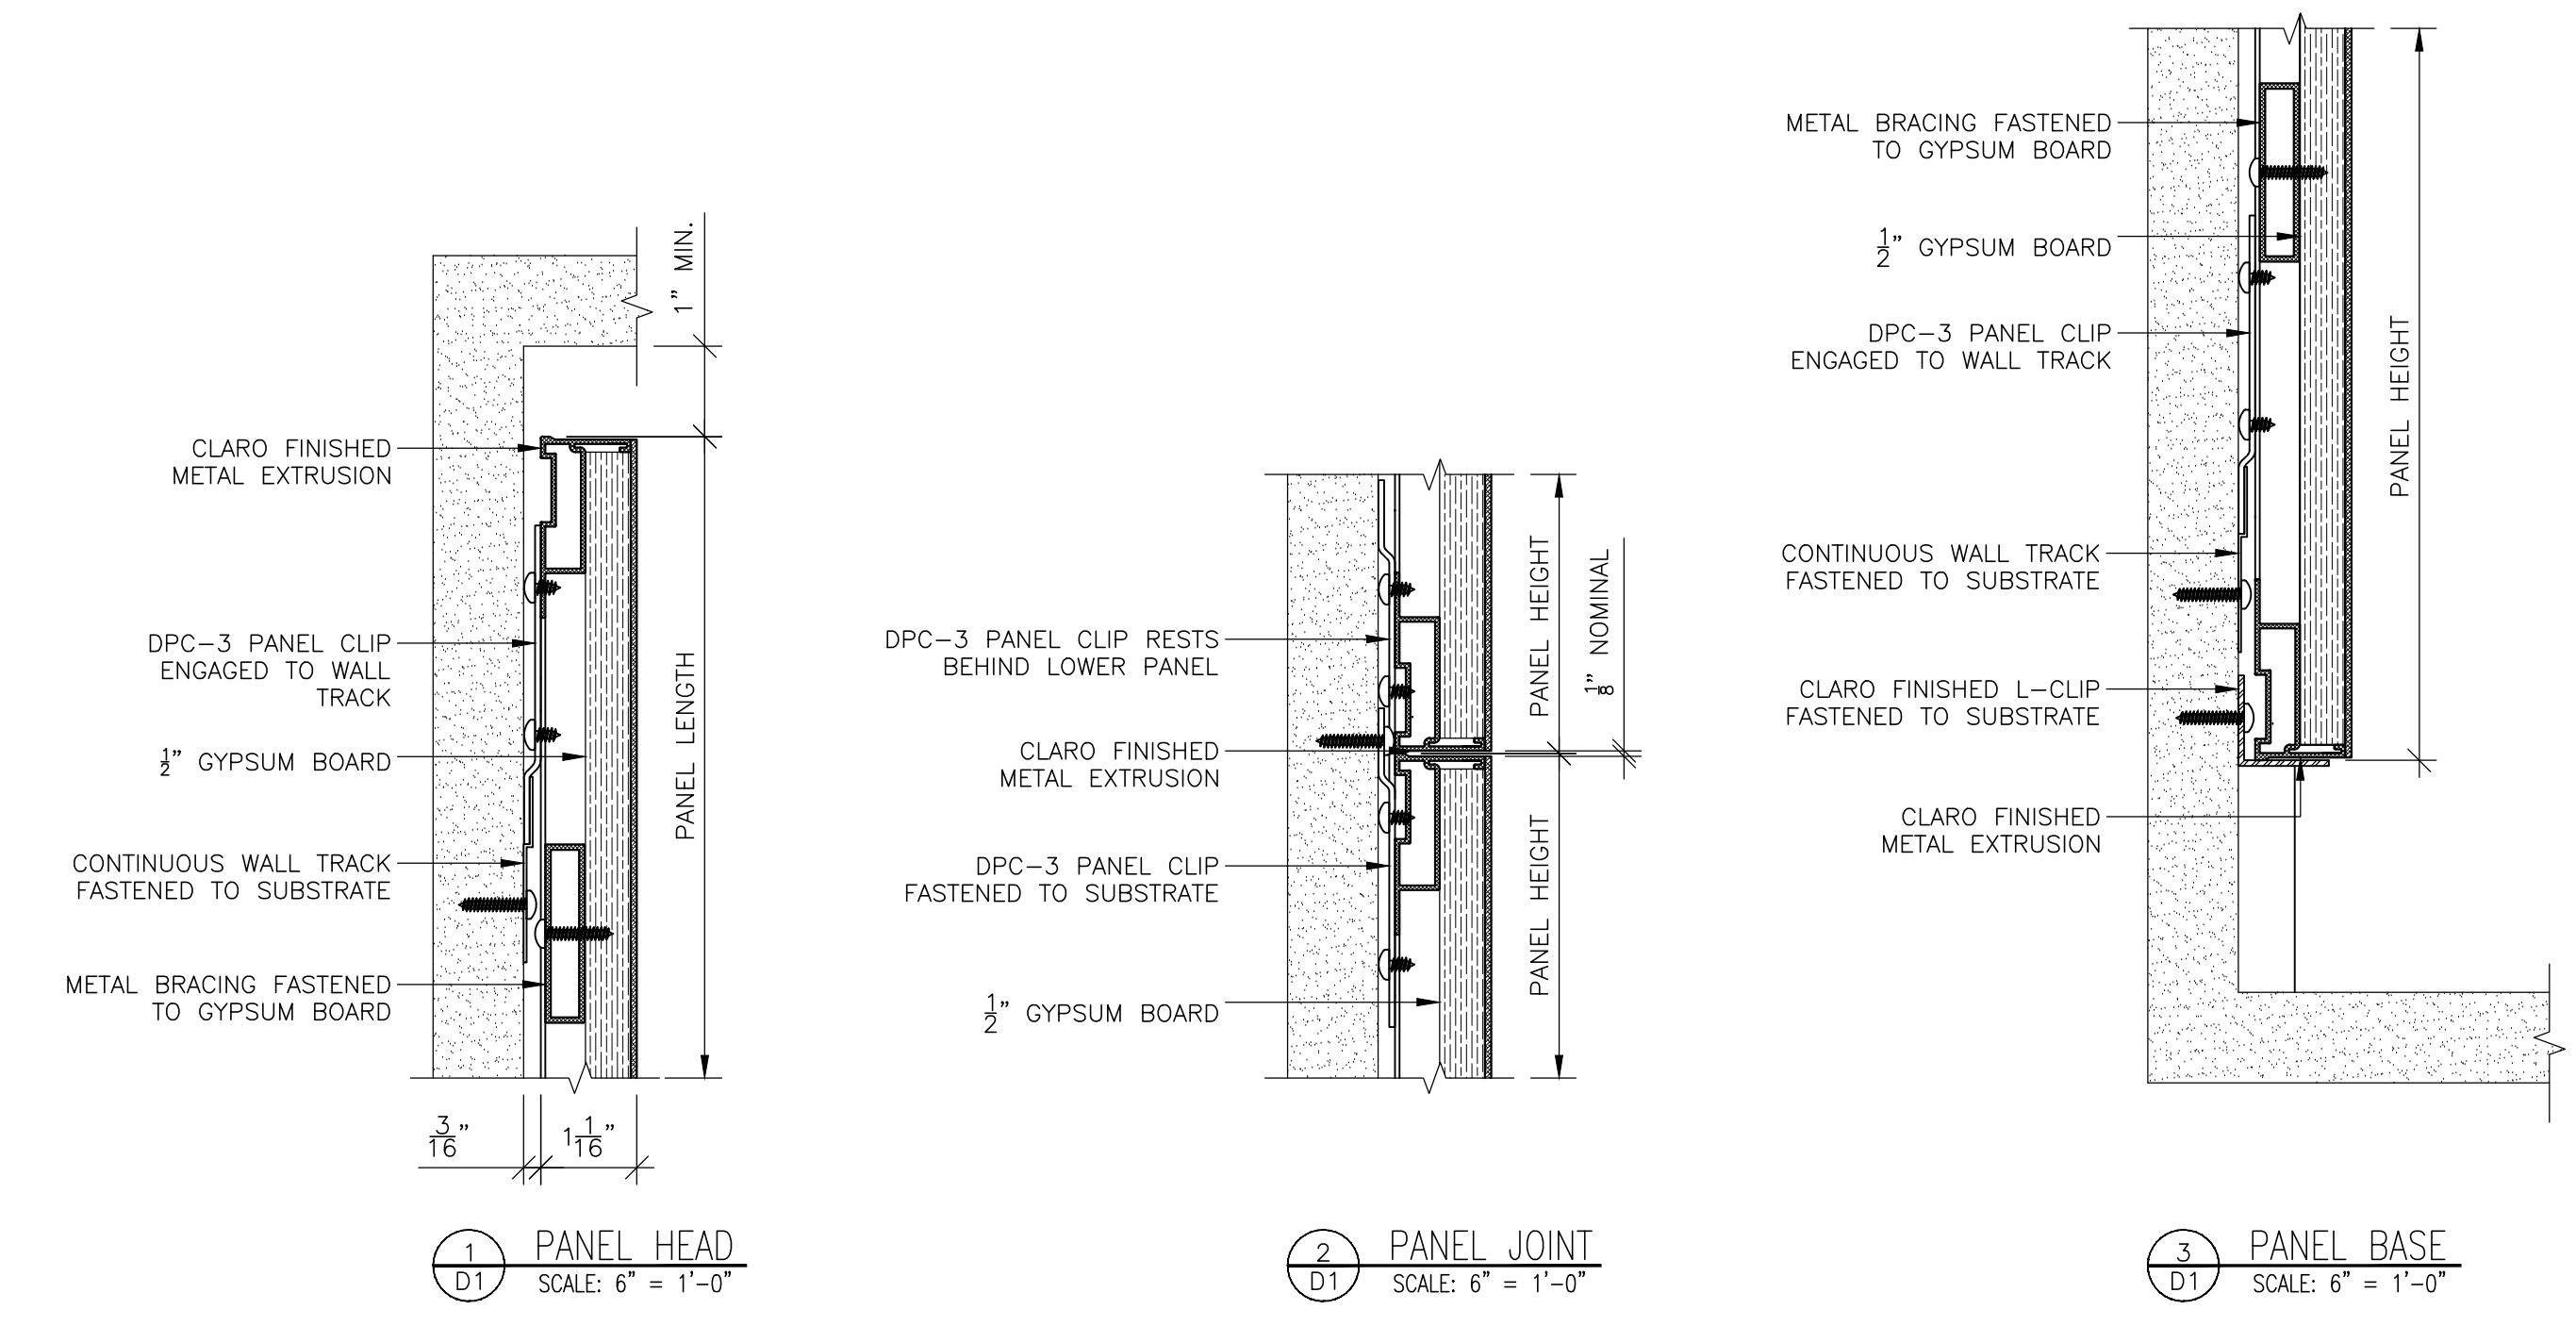 1" MIN.
CLARO FINISHED
METAL EXTRUSION
DPC-3 PANEL CLIP
ENGAGED TO WALL
TRACK
1/2" GYPSUM BOARD
PANEL LENGTH
CONTINUOUS WALL TRACK
FASTENED TO SUBSTRATE
METAL BRACING FASTENED
TO GYPSUM BOARD
3/16"
1 1/16"
1
D1
PANEL HEAD
SCALE: 6" = 1'-0"
PANEL HEIGHT
1/8" NOMINAL
DPC-3 PANEL CLIP RESTS
BEHIND LOWER PANEL
CLARO FINISHED
METAL EXTRUSION
DPC-3 PANEL CLIP
FASTENED TO SUBSTRATE
PANEL HEIGHT
1/2" GYPSUM BOARD
2
D1
PANEL JOINT
SCALE: 6" = 1'-0"
METAL BRACING FASTENED
TO GYPSUM BOARD
1/2" GYPSUM BOARD
DPC-3 PANEL CLIP
ENGAGED TO WALL TRACK
PANEL HEIGHT
CONTINUOUS WALL TRACK
FASTENED TO SUBSTRATE
CLARO FINISHED L-CLIP
FASTENED TO SUBSTRATE
CLARO FINISHED
METAL EXTRUSION
3
D1
PANEL BASE
SCALE: 6" = 1'-0"